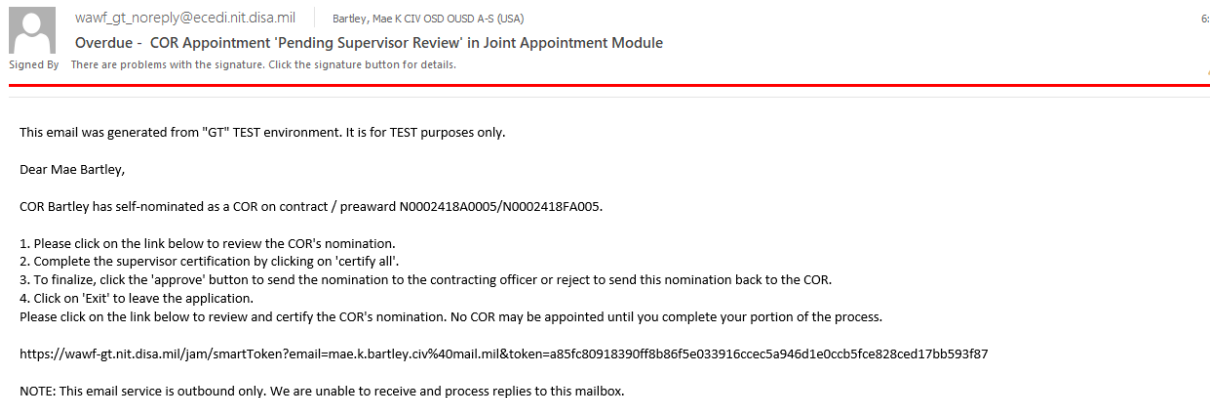 wawf_gt_noreply@ecedi.nit.disa.mil Bartley, Mae K CIV OSD OUSD A-S (USA) 6:
Overdue - COR Appointment 'Pending Supervisor Review' in Joint Appointment Module
Signed By There are problems with the signature. Click the signature button for details.
This email was generated from "GT" TEST environment. It is for TEST purposes only.
Dear Mae Bartley,
COR Bartley has self-nominated as a COR on contract / preaward N0002418A0005/N0002418FA005.
1. Please click on the link below to review the COR's nomination.
2. Complete the supervisor certification by clicking on 'certify all'.
3. To finalize, click the 'approve' button to send the nomination to the contracting officer or reject to send this nomination back to the COR.
4. Click on 'Exit' to leave the application.
Please click on the link below to review and certify the COR's nomination. No COR may be appointed until you complete your portion of the process.
https://wawf-gt.nit.disa.mil/jam/smartToken?email=mae.k.bartley.civ%40mail.mil&token=a85fc80918390ff8b86f5e033916ccec5a946d1e0ccb5fce828ced17bb593f87
NOTE: This email service is outbound only. We are unable to receive and process replies to this mailbox.